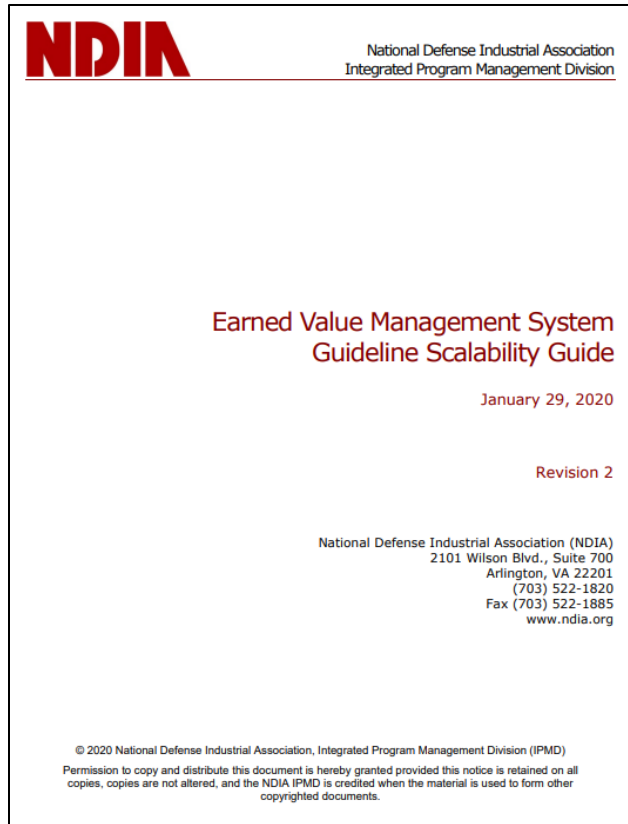 NDIA
National Defense Industrial Association
Integrated Program Management Division
Earned Value Management System
Guideline Scalability Guide
January 29, 2020
Revision 2
National Defense Industrial Association (NDIA)
2101 Wilson Blvd., Suite 700
Arlington, VA 22201
(703) 522-1820
Fax (703) 522-1885
www.ndia.org
© 2020 National Defense Industrial Association, Integrated Program Management Division (IPMD)
Permission to copy and distribute this document is hereby granted provided this notice is retained on all
copies, copies are not altered, and the NDIA IPMD is credited when the material is used to form other
copyrighted documents.